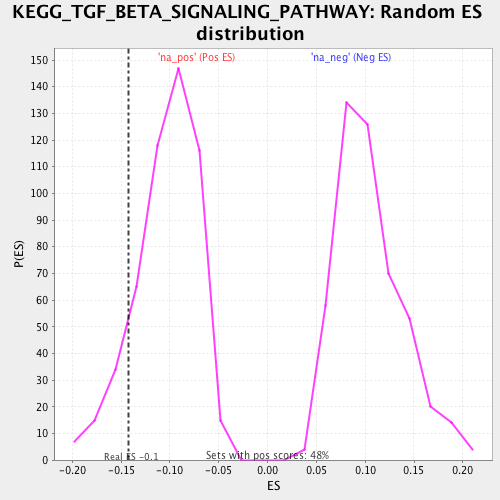 KEGG_TGF_BETA_SIGNALING_PATHWAY: Random ES
distribution
'na_pos' (Pos ES)
'na_neg' (Neg ES)
150
140
130
120
110
100
90
80
70
60
50
40
30
20
10
0
P(ES)
Real ES -0.1
Sets with pos scores: 48%
-0.20 -0.15 -0.10 -0.05 0.00 0.05 0.10 0.15 0.20
ES